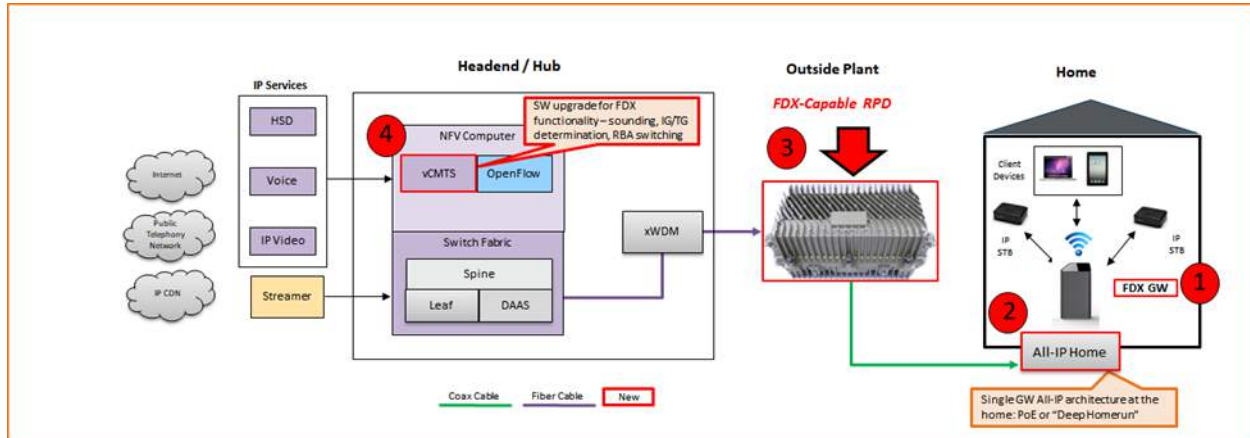 Headend / Hub
Outside Plant
Home
IP Services
FDX-Capable RPD
HSD
SW upgrade for FDX
functionality – sounding, IG/TG
determination, RBA switching
4
NFV Computer
3
Internet
vCMTS
OpenFlow
Client
Devices
Voice
Public
Telephony
Network
xWDM
IP
STB
IP
STB
IP Video
Switch Fabric
Spine
IP CDN
Streamer
Leaf
DAAS
FDX GW
1
2
All-IP Home
Coax Cable
Fiber Cable
New
Single GW All-IP architecture at the
home: PoE or “Deep Homerun”